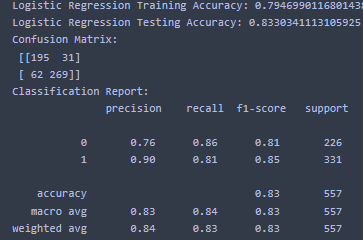 Logistic Regression Training Accuracy: 0.794699011680143
Logistic Regression Testing Accuracy: 0.8330341113105925
Confusion Matrix:
[[195 31]
[ 62 269]]
Classification Report:
precision recall f1-score support
0 0.76 0.86 0.81 226
1 0.90 0.81 0.85 331
accuracy 0.83 557
macro avg 0.83 0.84 0.83 557
weighted avg 0.84 0.83 0.83 557